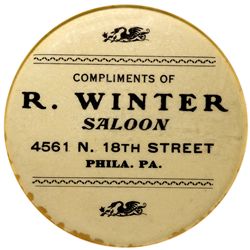 COMPLIMENTS OF
R. WINTER
SALOON
4561 N. 18TH STREET
PHILA. PA.